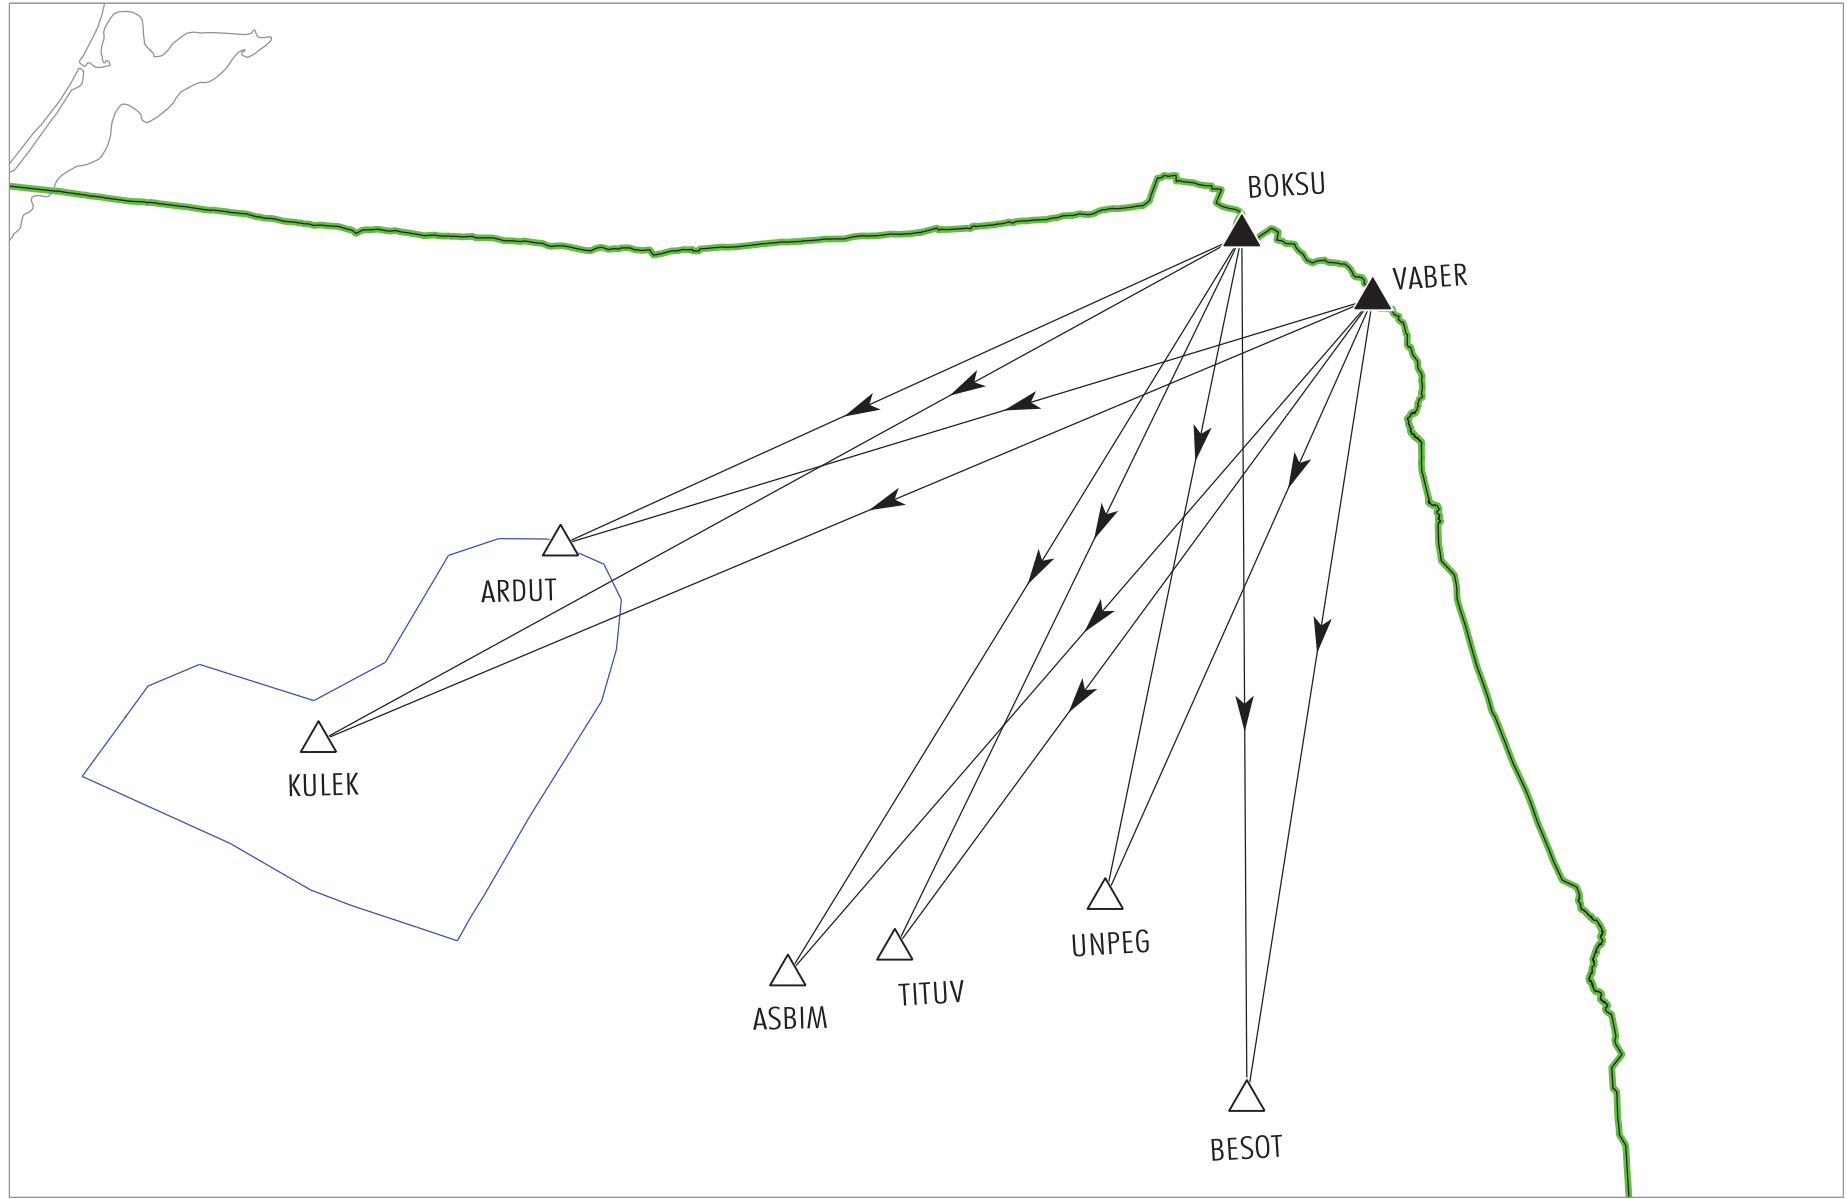 BOKSU
VABER
ARDUT
KULEK
UNPEG
TITUV
ASBIM
BESOT